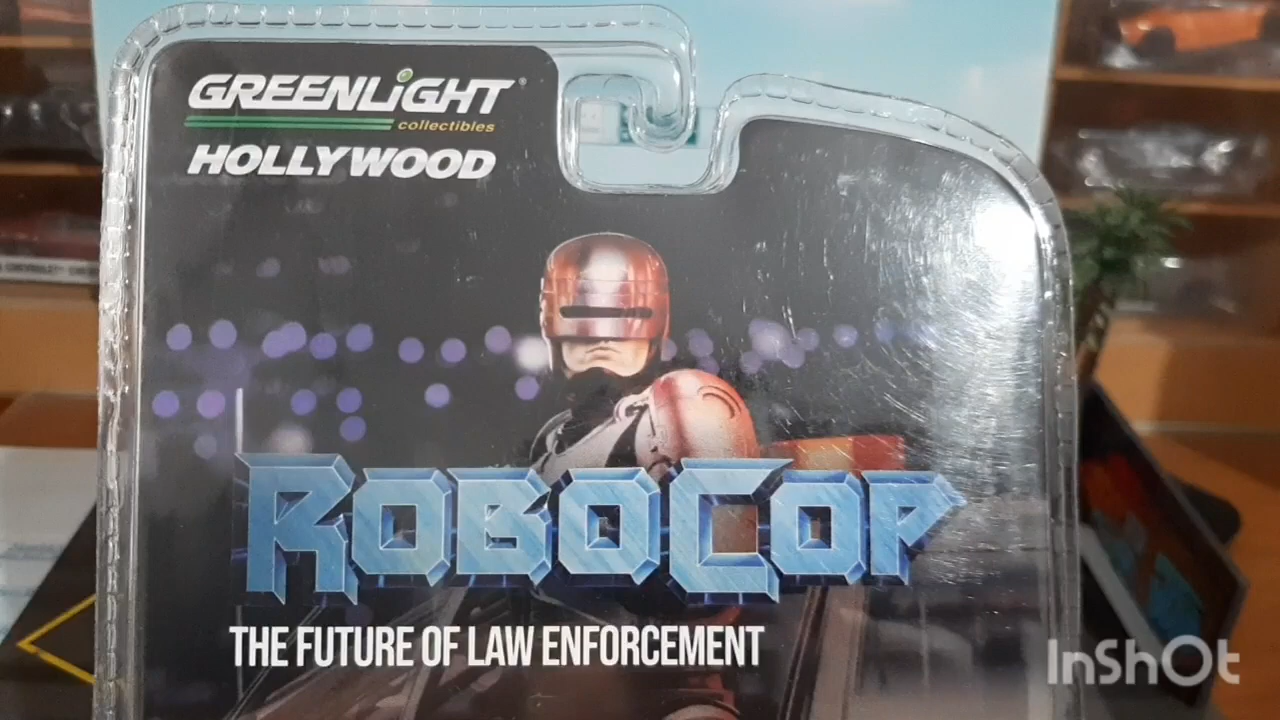 GREENLiGHT®
collectibles
HOLLYWOOD
ROBOCOP
THE FUTURE OF LAW ENFORCEMENT
InShOt